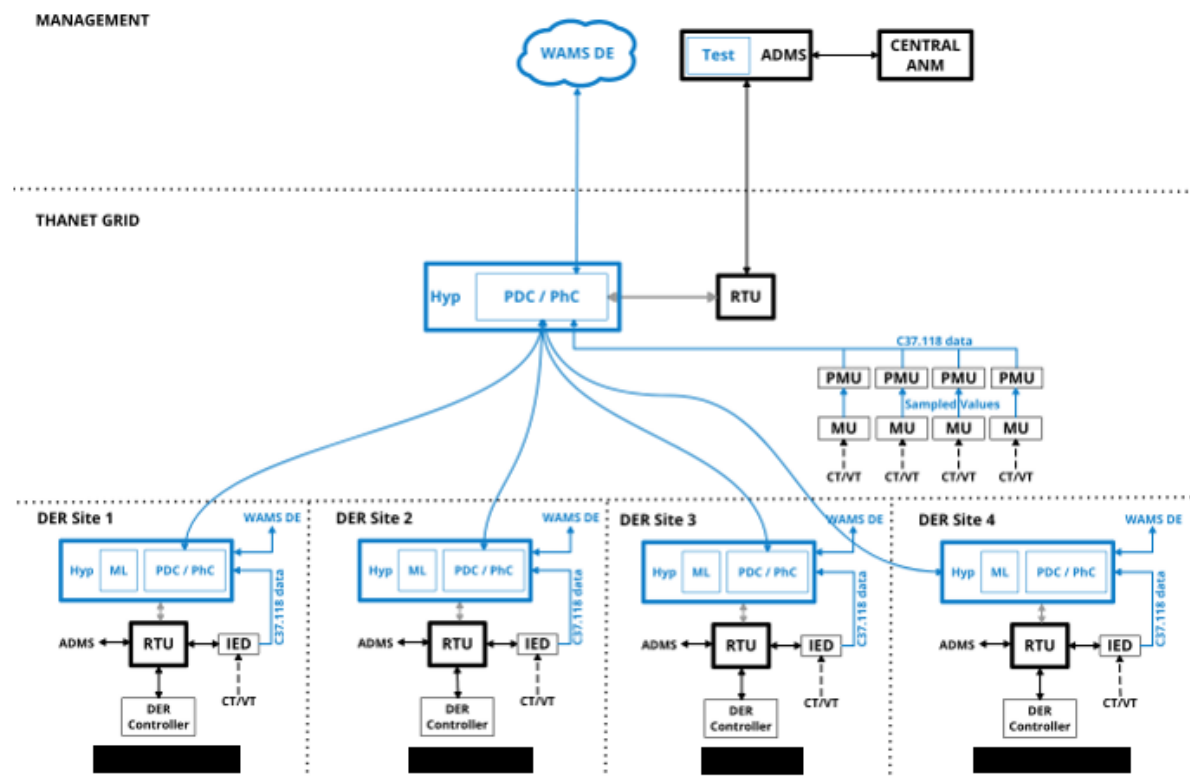 MANAGEMENT
WAMS DE
Test
ADMS
CENTRAL
ANM
THANET GRID
Hyp
PDC / PhC
RTU
C37.118 data
PMU
PMU
PMU
PMU
Sampled Values
MU
MU
MU
MU
CT/VT
CT/VT
CT/VT
CT/VT
DER Site 1
WAMS DE
Hyp
ML
PDC / PhC
C37.118 data
ADMS
RTU
IED
CT/VT
DER
Controller
DER Site 2
WAMS DE
Hyp
ML
PDC / PhC
C37.118 data
ADMS
RTU
IED
CT/VT
DER
Controller
DER Site 3
WAMS DE
Hyp
ML
PDC / PhC
C37.118 data
ADMS
RTU
IED
CT/VT
DER
Controller
DER Site 4
WAMS DE
Hyp
ML
PDC / PhC
C37.118 data
ADMS
RTU
IED
CT/VT
DER
Controller